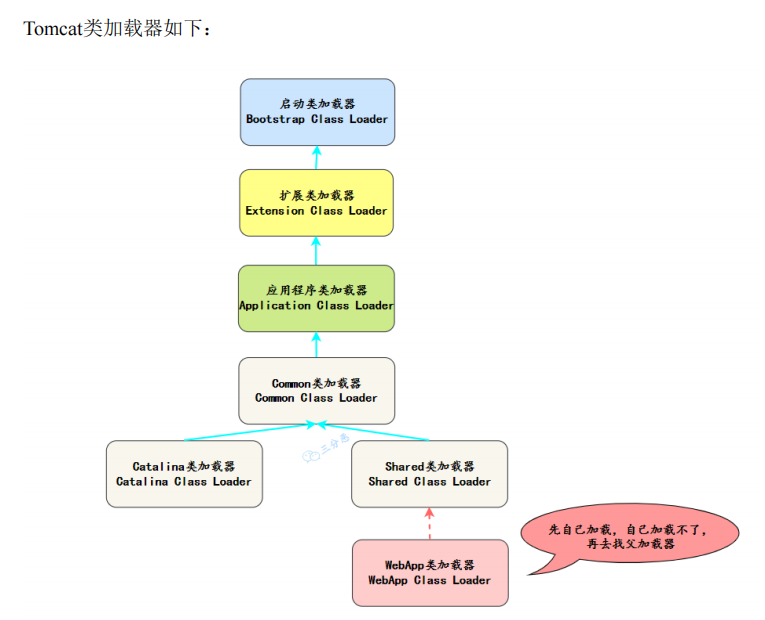 Tomcat类加载器如下：
启动类加载器
Bootstrap Class Loader
扩展类加载器
Extension Class Loader
应用程序类加载器
Application Class Loader
Common类加载器
Common Class Loader
三分恶
Catalina类加载器
Catalina Class Loader
Shared类加载器
Shared Class Loader
先自己加载，自己加载不了，
再去找父加载器
WebApp类加载器
WebApp Class Loader